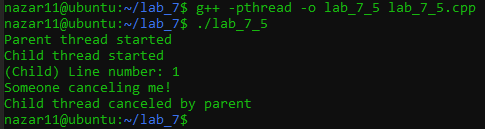 nazar11@ubuntu:~/lab_7$ g++ -pthread -o lab_7_5 lab_7_5.cpp
nazar11@ubuntu:~/lab_7$ ./lab_7_5
Parent thread started
Child thread started
(Child) Line number: 1
Someone canceling me!
Child thread canceled by parent
nazar11@ubuntu:~/lab_7$